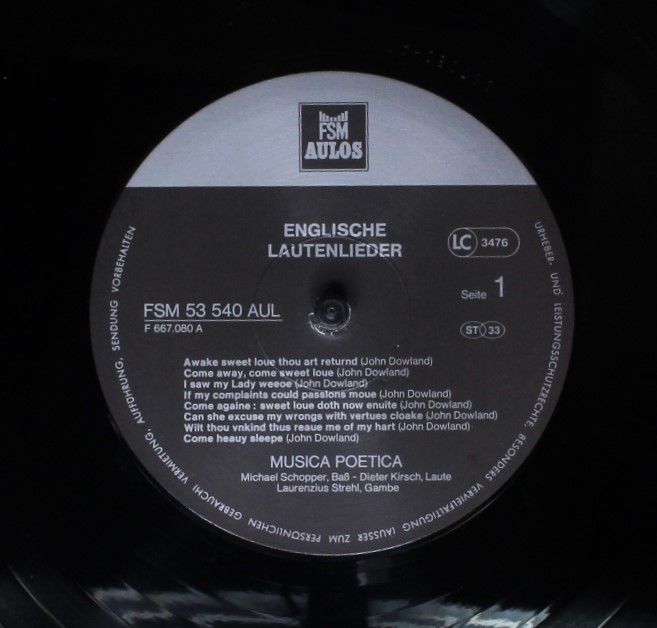 FSM
AULOS
ENGLISCHE
LAUTENLIEDER
LC 3476
Seite 1
FSM 53 540 AUL
F 667.080 A
ST 33
Awake sweet loue thou art returnd (John Dowland)
Come away, come sweet loue (John Dowland)
I saw my Lady weeoe (John Dowland)
If my complaints could passions moue (John Dowland)
Come againe: sweet loue doth now enuite (John Dowland)
Can she excuse my wrongs with vertues cloake (John Dowland)
Wilt thou vnkind thus reaue me of my hart (John Dowland)
Come heauy sleepe (John Dowland)
MUSICA POETICA
Michael Schopper, Baß - Dieter Kirsch, Laute
Laurenzius Strehl, Gambe
URHEBER- UND LEISTUNGSSCHUTZRECHTE, BESONDERS VERVIELFÄLTIGUNG (AUSSER ZUM PERSÖNLICHEN GEBRAUCH) VERMIETUNG, AUFFÜHRUNG, SENDUNG VORBEHALTEN